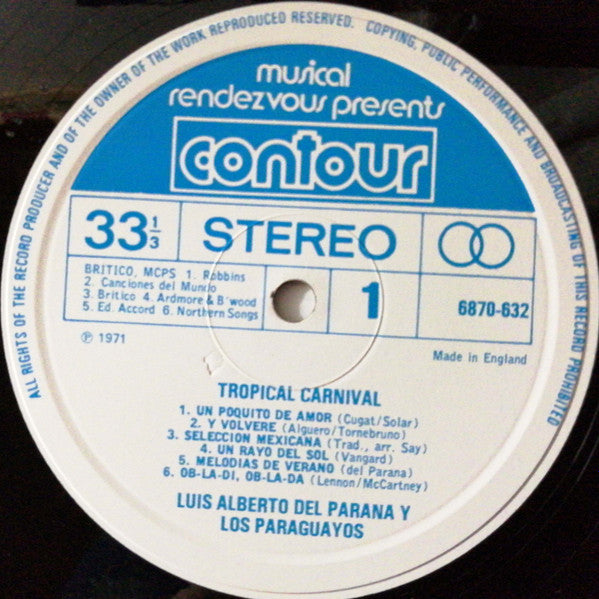 ALL RIGHTS OF THE RECORD PRODUCER AND OF THE OWNER OF THE WORK REPRODUCED RESERVED. COPYING, PUBLIC PERFORMANCE AND BROADCASTING OF THIS RECORD PROHIBITED
musical
rendezvous presents
contour
33 1/3 STEREO
BRITICO, MCPS 1. Robbins
2. Canciones del Mundo
3. Britico 4. Ardmore & B'wood
5. Ed. Accord 6. Northern Songs
1
6870-632
℗ 1971
Made in England
TROPICAL CARNIVAL
1. UN POQUITO DE AMOR (Cugat/Solar)
2. Y VOLVERE (Alguero/Tornebruno)
3. SELECCION MEXICANA (Trad., arr. Say)
4. UN RAYO DEL SOL (Vangard)
5. MELODIAS DE VERANO (del Parana)
6. OB-LA-DI, OB-LA-DA (Lennon/McCartney)
LUIS ALBERTO DEL PARANA Y
LOS PARAGUAYOS